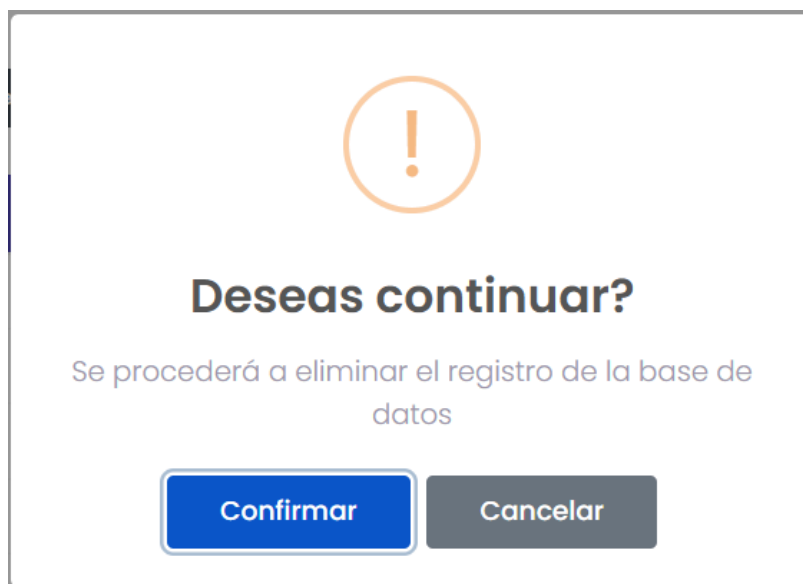 !
Deseas continuar?
Se procederá a eliminar el registro de la base de
datos
Confirmar
Cancelar